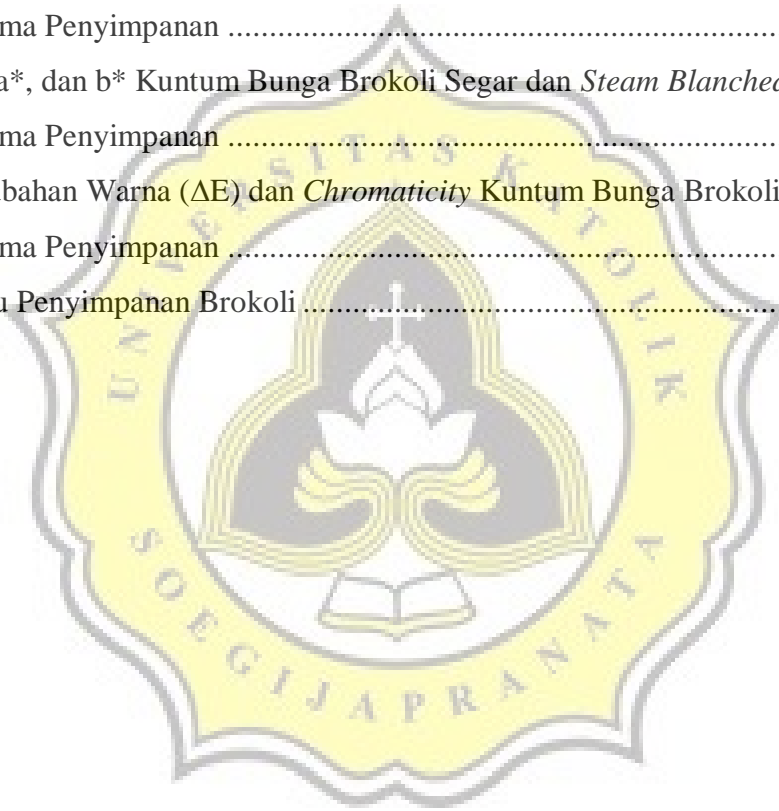 ma Penyimpanan ..................................................................
a*, dan b* Kuntum Bunga Brokoli Segar dan Steam Blanched
ma Penyimpanan ..................................................................
ubahan Warna (ΔE) dan Chromaticity Kuntum Bunga Brokoli
ma Penyimpanan ..................................................................
u Penyimpanan Brokoli .........................................................
UNIVERSITAS KATOLIK
SOEGIJAPRANATA